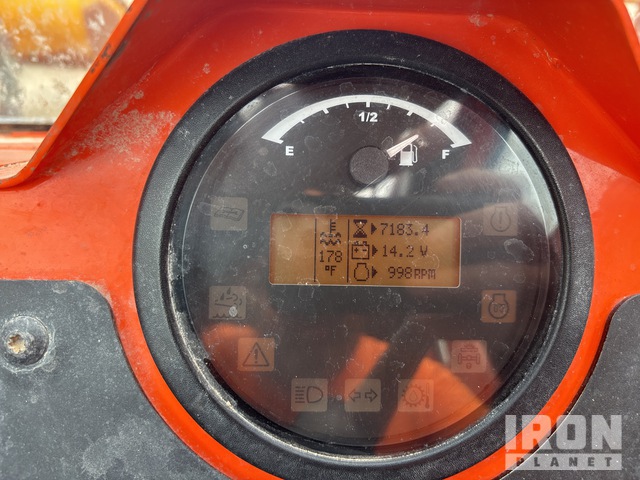 1/2
E F
7183.4
14.2 V
178 998RPM
°F
IRON
PLANET